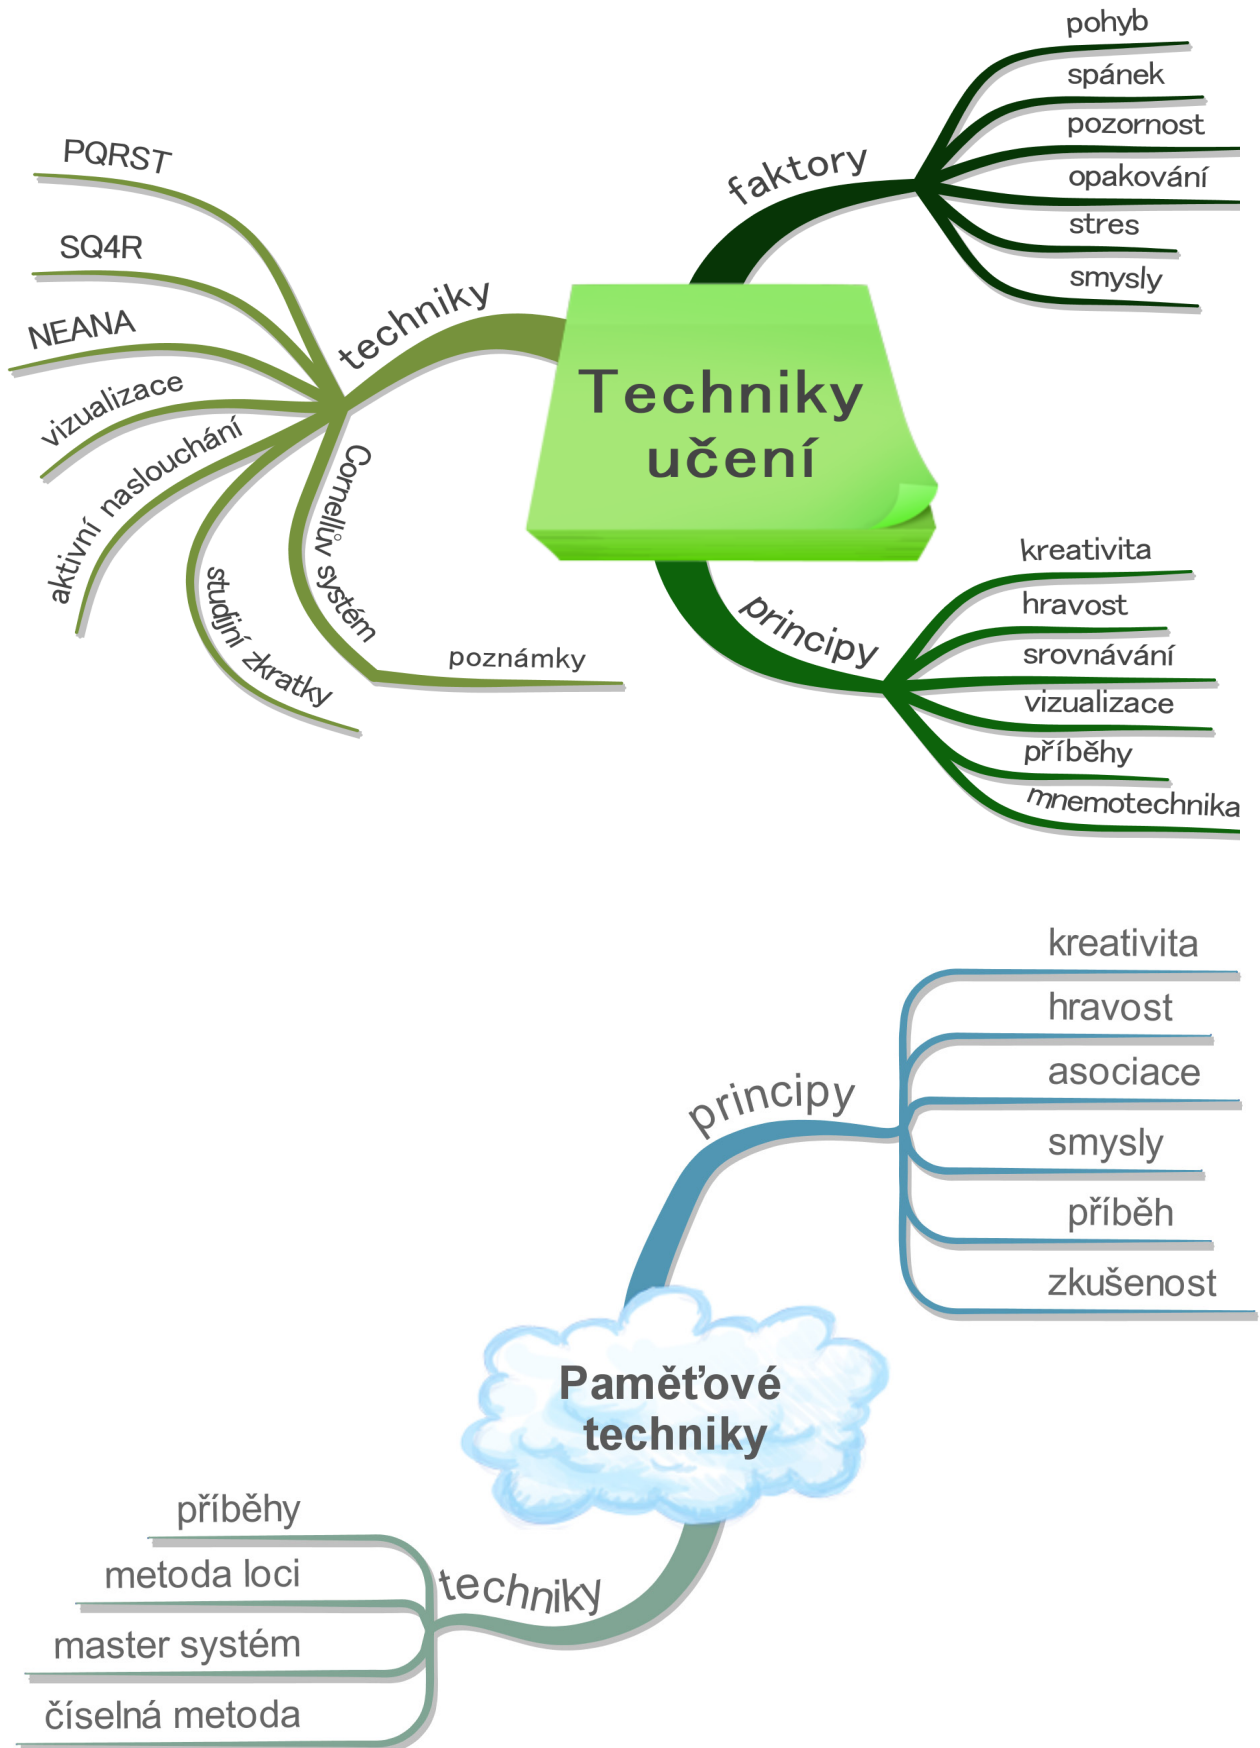 Techniky
učení
faktory
pohyb
spánek
pozornost
opakování
stres
smysly
principy
kreativita
hravost
srovnávání
vizualizace
příběhy
mnemotechnika
techniky
PQRST
SQ4R
NEANA
vizualizace
aktivní naslouchání
studijní zkratky
Cornellův systém
poznámky
Paměťové
techniky
principy
kreativita
hravost
asociace
smysly
příběh
zkušenost
techniky
příběhy
metoda loci
master systém
číselná metoda